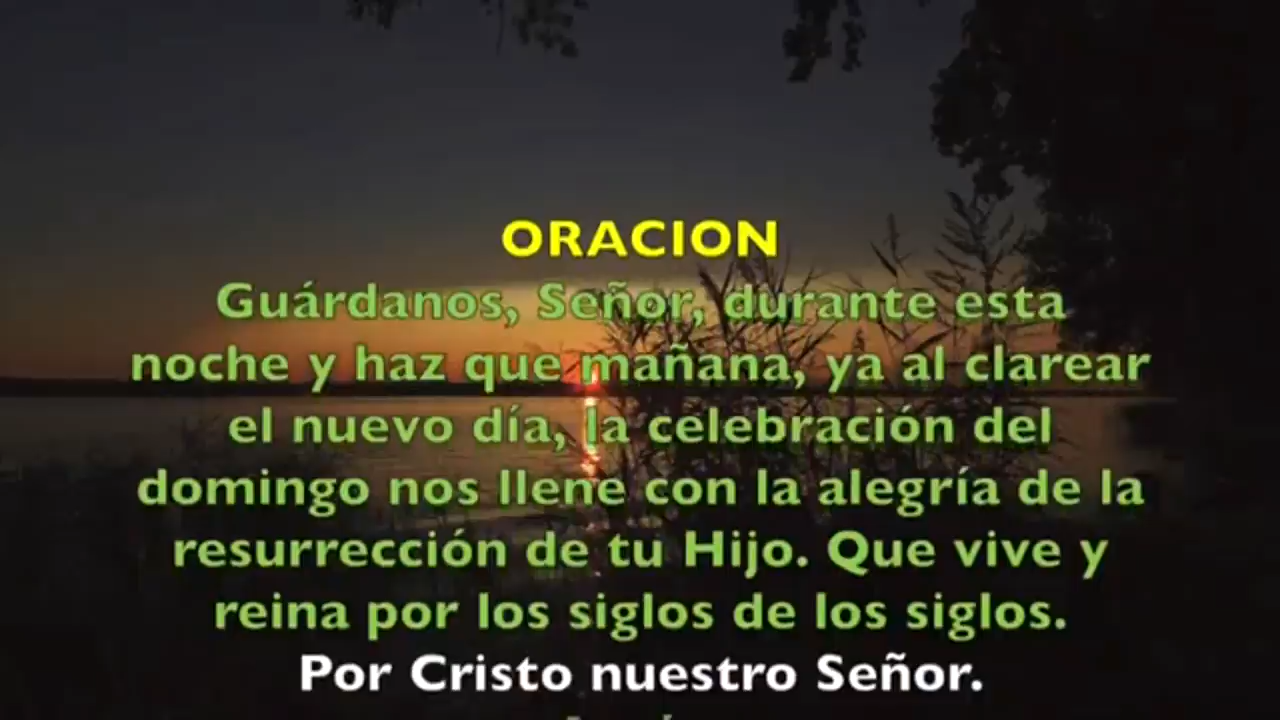 ORACION
Guárdanos, Señor, durante esta
noche y haz que mañana, ya al clarear
el nuevo día, la celebración del
domingo nos llene con la alegría de la
resurrección de tu Hijo. Que vive y
reina por los siglos de los siglos.
Por Cristo nuestro Señor.